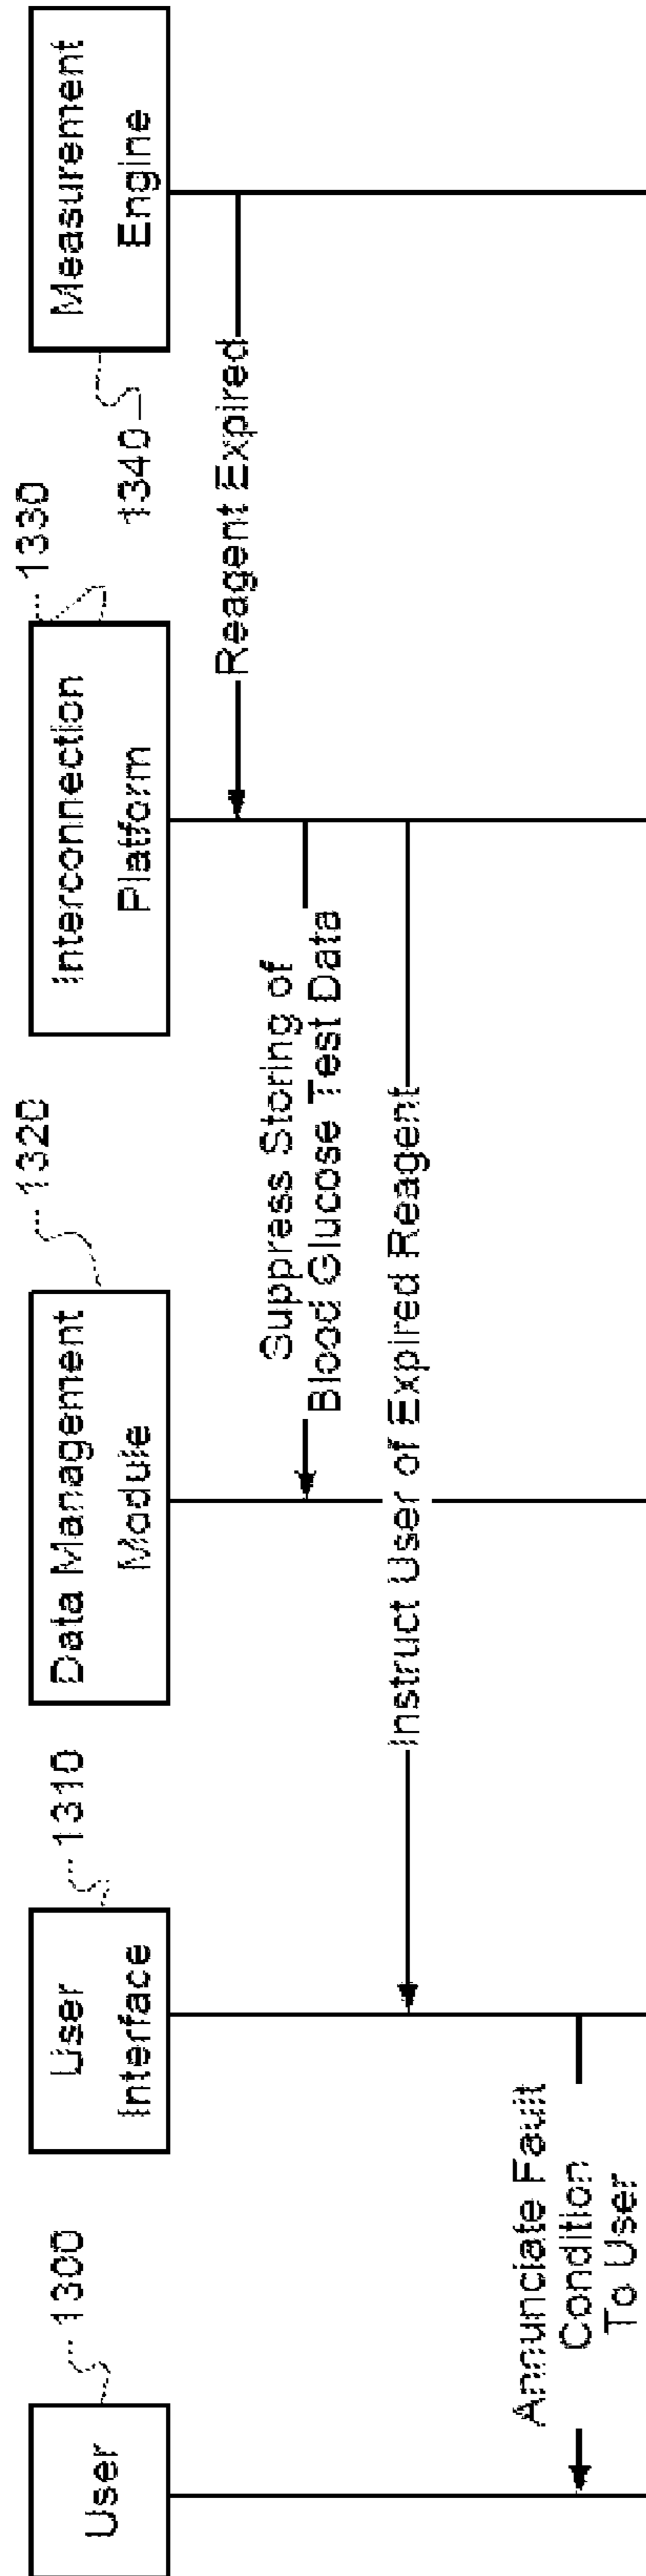 User
1300
User
Interface
1310
Data Management
Module
1320
Interconnection
Platform
1330
Measurement
Engine
1340
Reagent Expired
Suppress Storing of
Blood Glucose Test Data
Instruct User of Expired Reagent
Annunciate Fault
Condition
To User